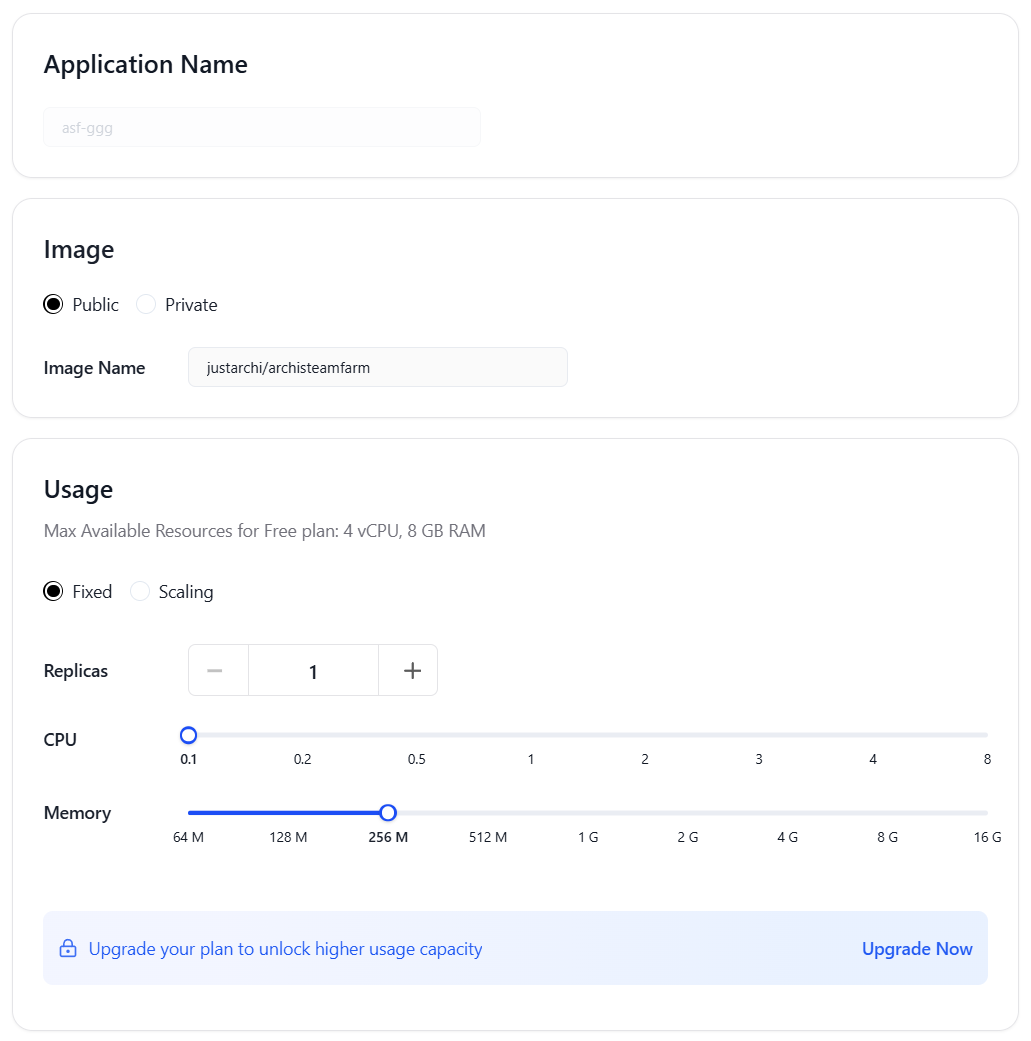 Application Name
asf-ggg
Image
Public Private
Image Name justarchi/archisteamfarm
Usage
Max Available Resources for Free plan: 4 vCPU, 8 GB RAM
Fixed Scaling
Replicas − 1 +
CPU
0.1 0.2 0.5 1 2 3 4 8
Memory
64 M 128 M 256 M 512 M 1 G 2 G 4 G 8 G 16 G
Upgrade your plan to unlock higher usage capacity Upgrade Now